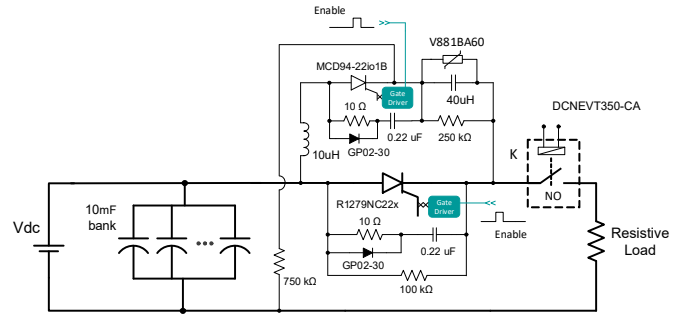 Enable
>>
V881BA60
MCD94-22io1B
Gate
Driver
40uH
10 Ω
0.22 uF
250 kΩ
DCNEVT350-CA
GP02-30
10uH
K
NO
R1279NC22x
Gate
Driver
<<
Enable
10mF
bank
Vdc
10 Ω
0.22 uF
GP02-30
Resistive
Load
750 kΩ
100 kΩ